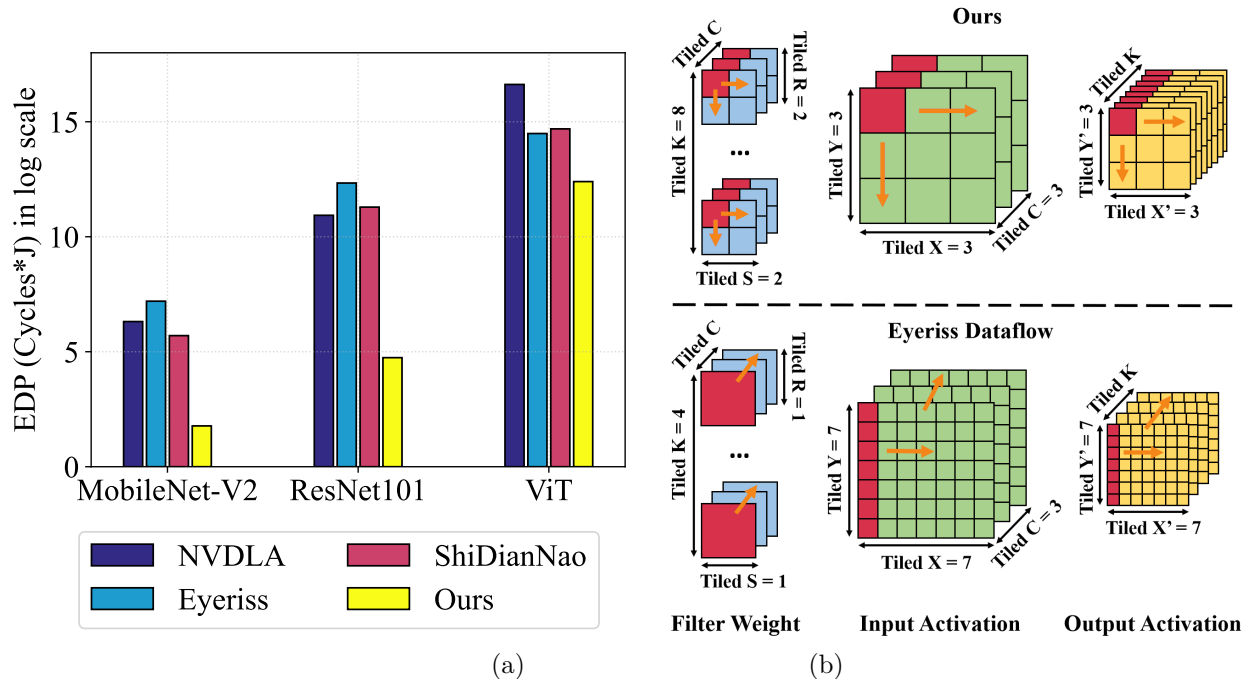 EDP (Cycles*J) in log scale
15
10
5
0
MobileNet-V2 ResNet101 ViT
NVDLA ShiDianNao
Eyeriss Ours
(a)
Ours
Tiled C
Tiled R = 2
Tiled K = 8
...
Tiled S = 2
Tiled Y = 3
Tiled X = 3
Tiled C = 3
Tiled K
Tiled Y' = 3
Tiled X' = 3
Eyeriss Dataflow
Tiled C
Tiled R = 1
Tiled K = 4
...
Tiled S = 1
Tiled Y = 7
Tiled X = 7
Tiled C = 3
Tiled K
Tiled Y' = 7
Tiled X' = 7
Filter Weight Input Activation Output Activation
(b)